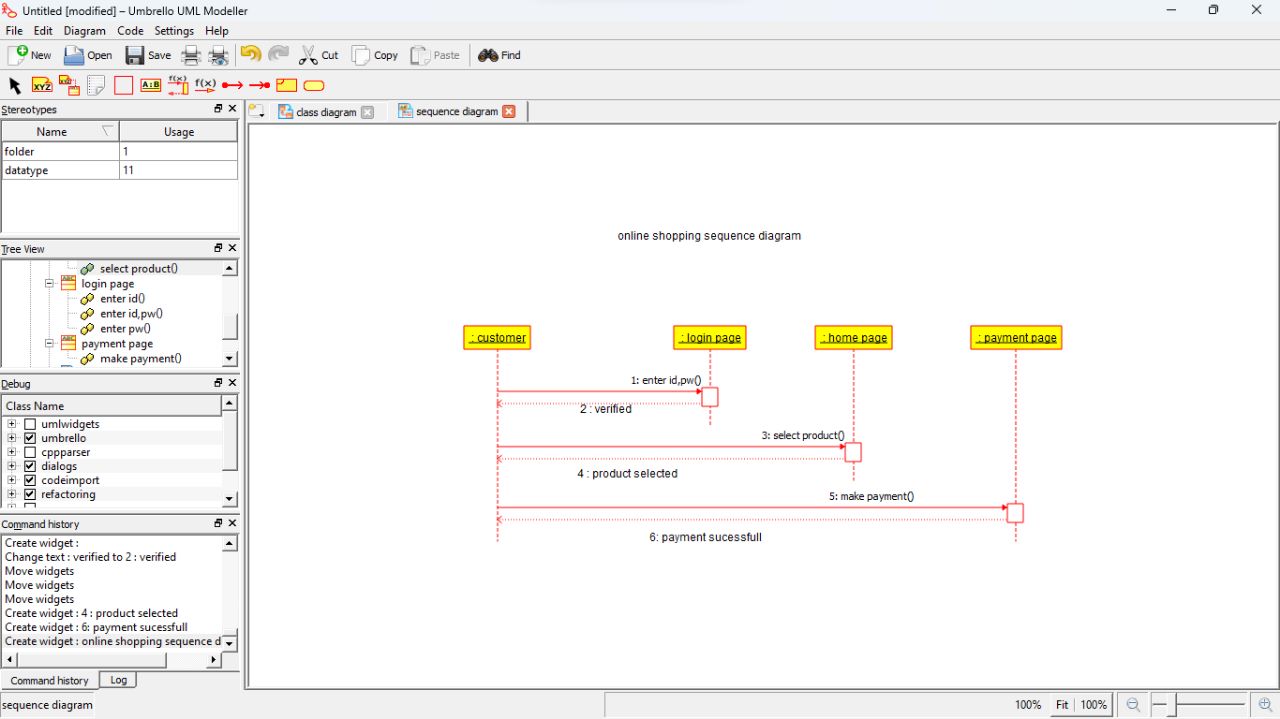 Untitled [modified] – Umbrello UML Modeller
File Edit Diagram Code Settings Help
New Open Save Cut Copy Paste Find
XYZ A:B f(x) f(x)
Stereotypes
Name Usage
folder 1
datatype 11
Tree View
select product()
login page
enter id()
enter id,pw()
enter pw()
payment page
make payment()
Debug
Class Name
umlwidgets
umbrello
cppparser
dialogs
codeimport
refactoring
Command history
Create widget :
Change text : verified to 2 : verified
Move widgets
Move widgets
Move widgets
Create widget : 4 : product selected
Create widget : 6: payment sucessfull
Create widget : online shopping sequence d
Command history Log
class diagram sequence diagram
online shopping sequence diagram
: customer : login page : home page : payment page
1: enter id,pw()
2 : verified
3: select product()
4 : product selected
5: make payment()
6: payment sucessfull
sequence diagram 100% Fit 100%